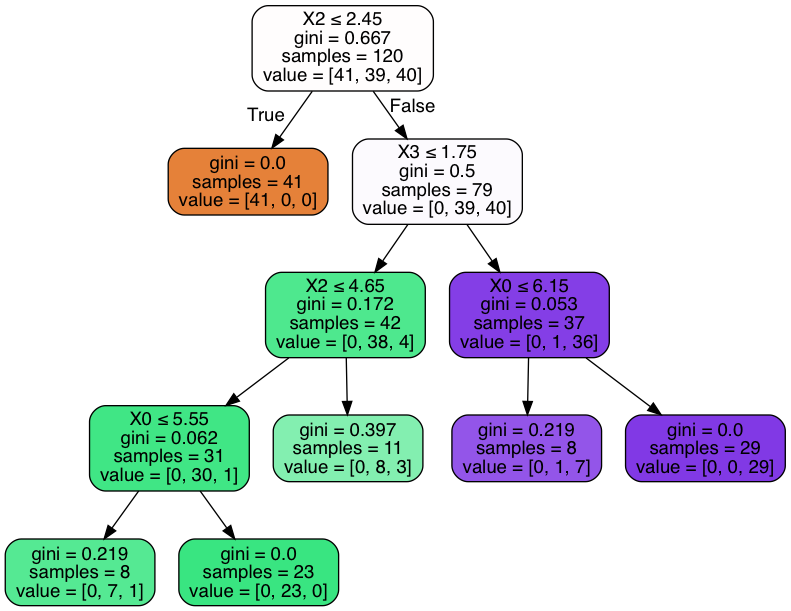 X2 ≤ 2.45
gini = 0.667
samples = 120
value = [41, 39, 40]
True
False
gini = 0.0
samples = 41
value = [41, 0, 0]
X3 ≤ 1.75
gini = 0.5
samples = 79
value = [0, 39, 40]
X2 ≤ 4.65
gini = 0.172
samples = 42
value = [0, 38, 4]
X0 ≤ 6.15
gini = 0.053
samples = 37
value = [0, 1, 36]
X0 ≤ 5.55
gini = 0.062
samples = 31
value = [0, 30, 1]
gini = 0.397
samples = 11
value = [0, 8, 3]
gini = 0.219
samples = 8
value = [0, 1, 7]
gini = 0.0
samples = 29
value = [0, 0, 29]
gini = 0.219
samples = 8
value = [0, 7, 1]
gini = 0.0
samples = 23
value = [0, 23, 0]